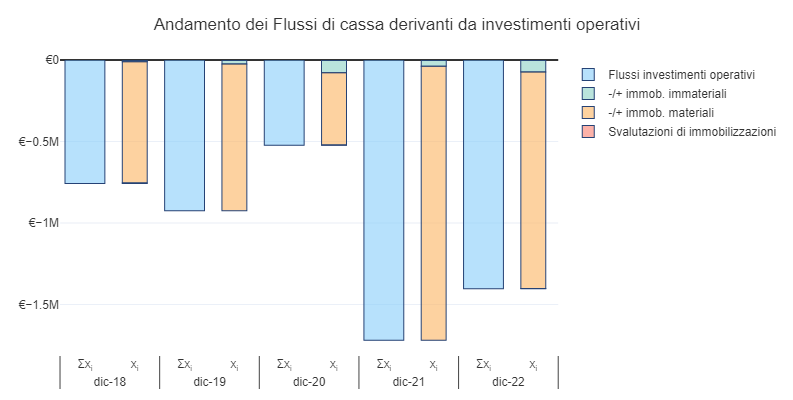 Andamento dei Flussi di cassa derivanti da investimenti operativi
€0
€−0.5M
€−1M
€−1.5M
Σxi xi Σxi xi Σxi xi Σxi xi Σxi xi
dic-18 dic-19 dic-20 dic-21 dic-22
Flussi investimenti operativi
-/+ immob. immateriali
-/+ immob. materiali
Svalutazioni di immobilizzazioni